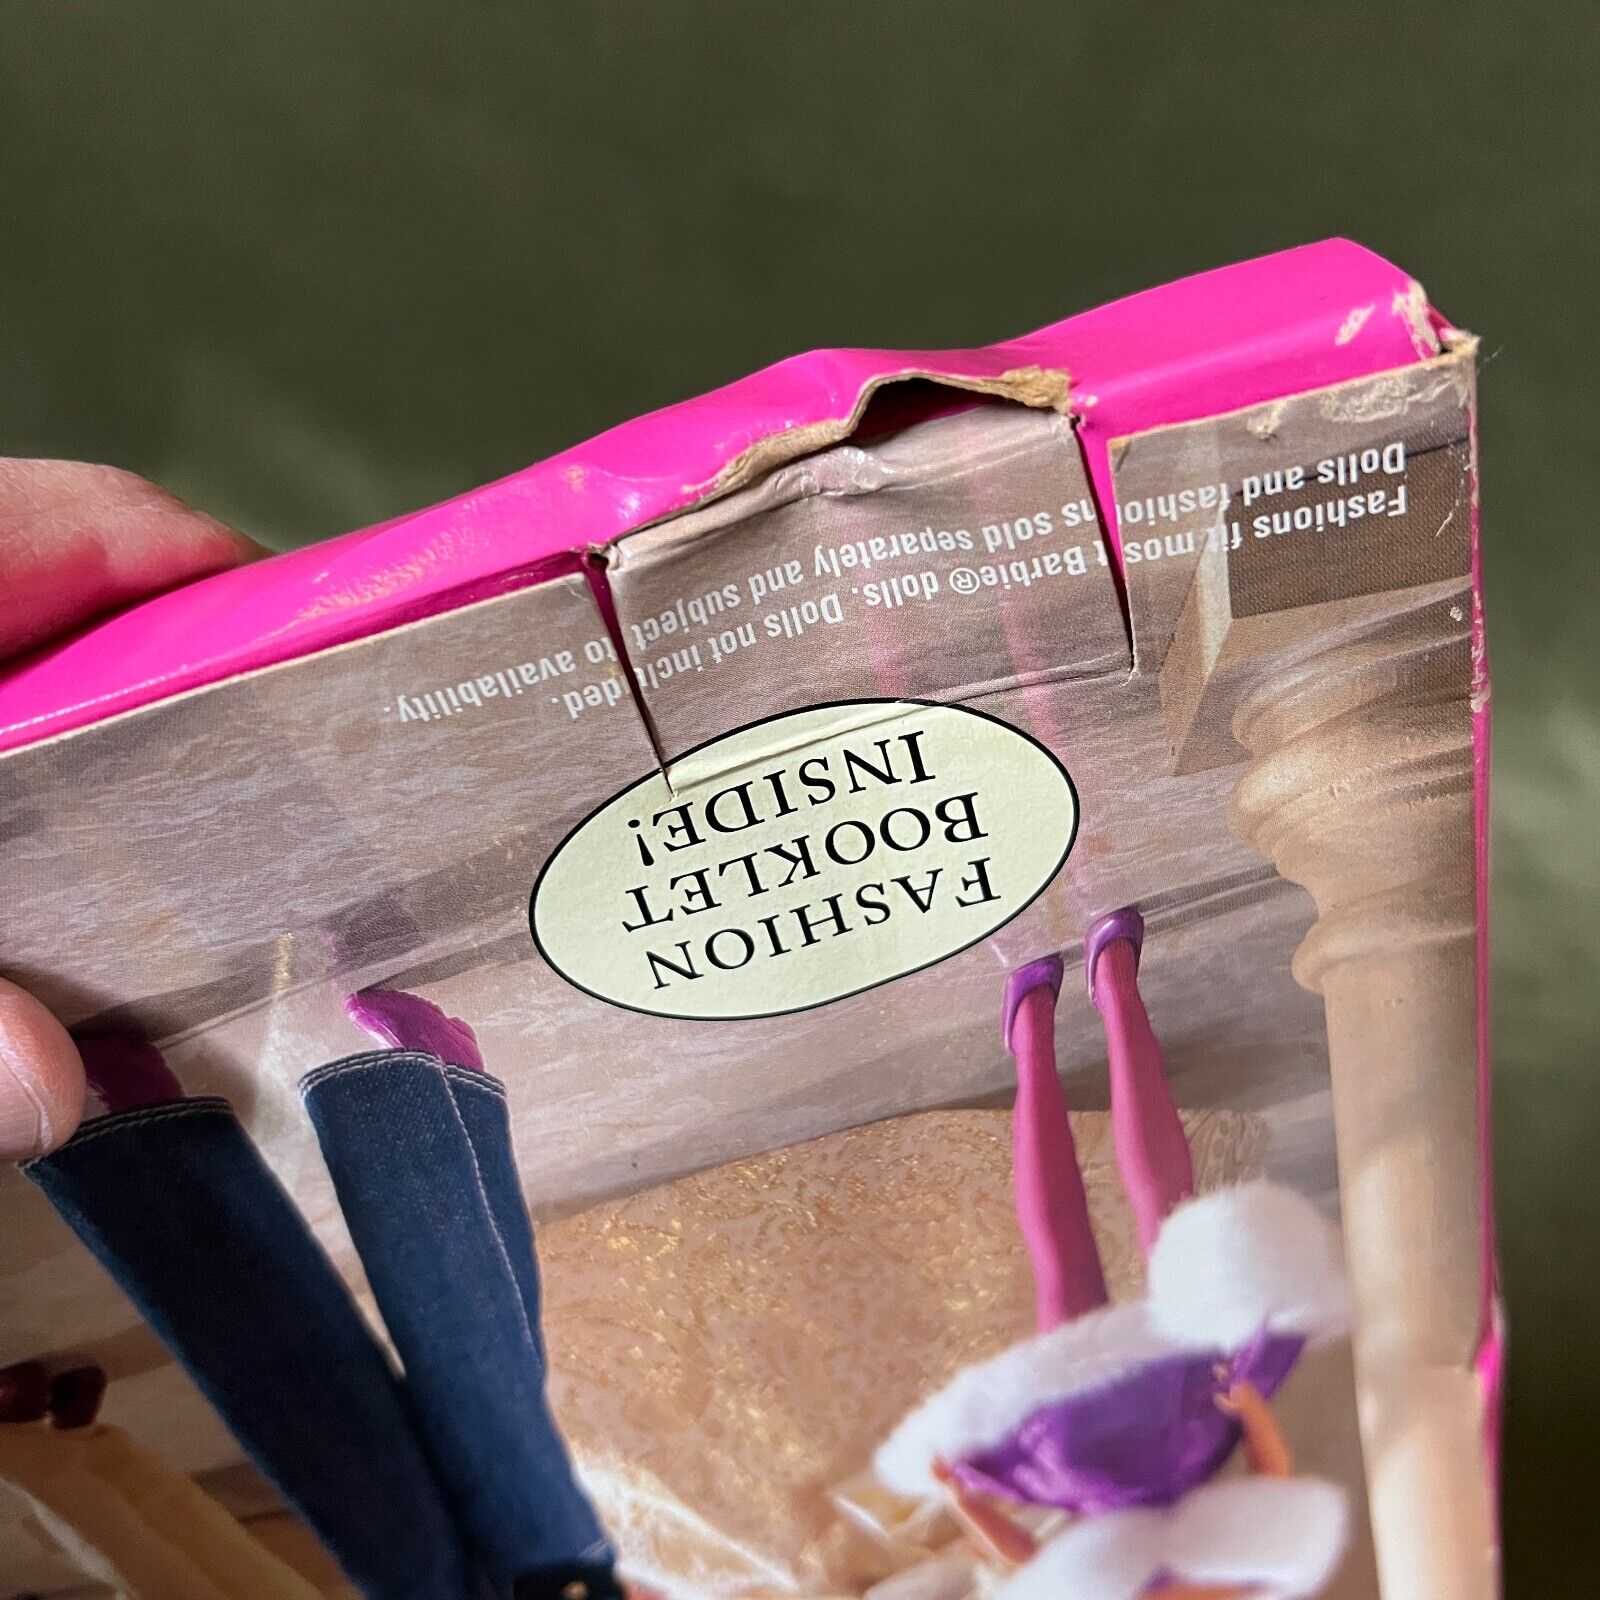 FASHION
BOOKLET
INSIDE!
Fashions fit most Barbie® dolls. Dolls not included.
Dolls and fashions sold separately and subject to availability.